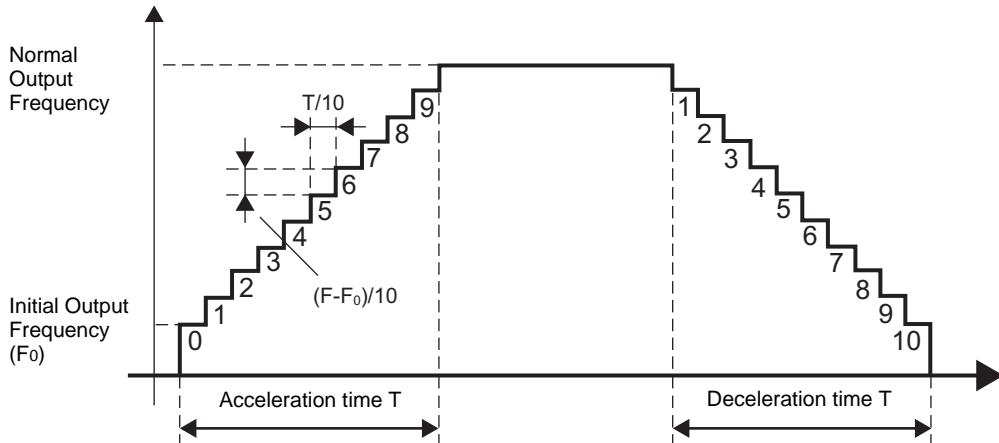 Normal
Output
Frequency
T/10
9
8
7
6
5
4
3
2
1
0
1
2
3
4
5
6
7
8
9
10
(F-F0)/10
Initial Output
Frequency
(F0)
Acceleration time T
Deceleration time T